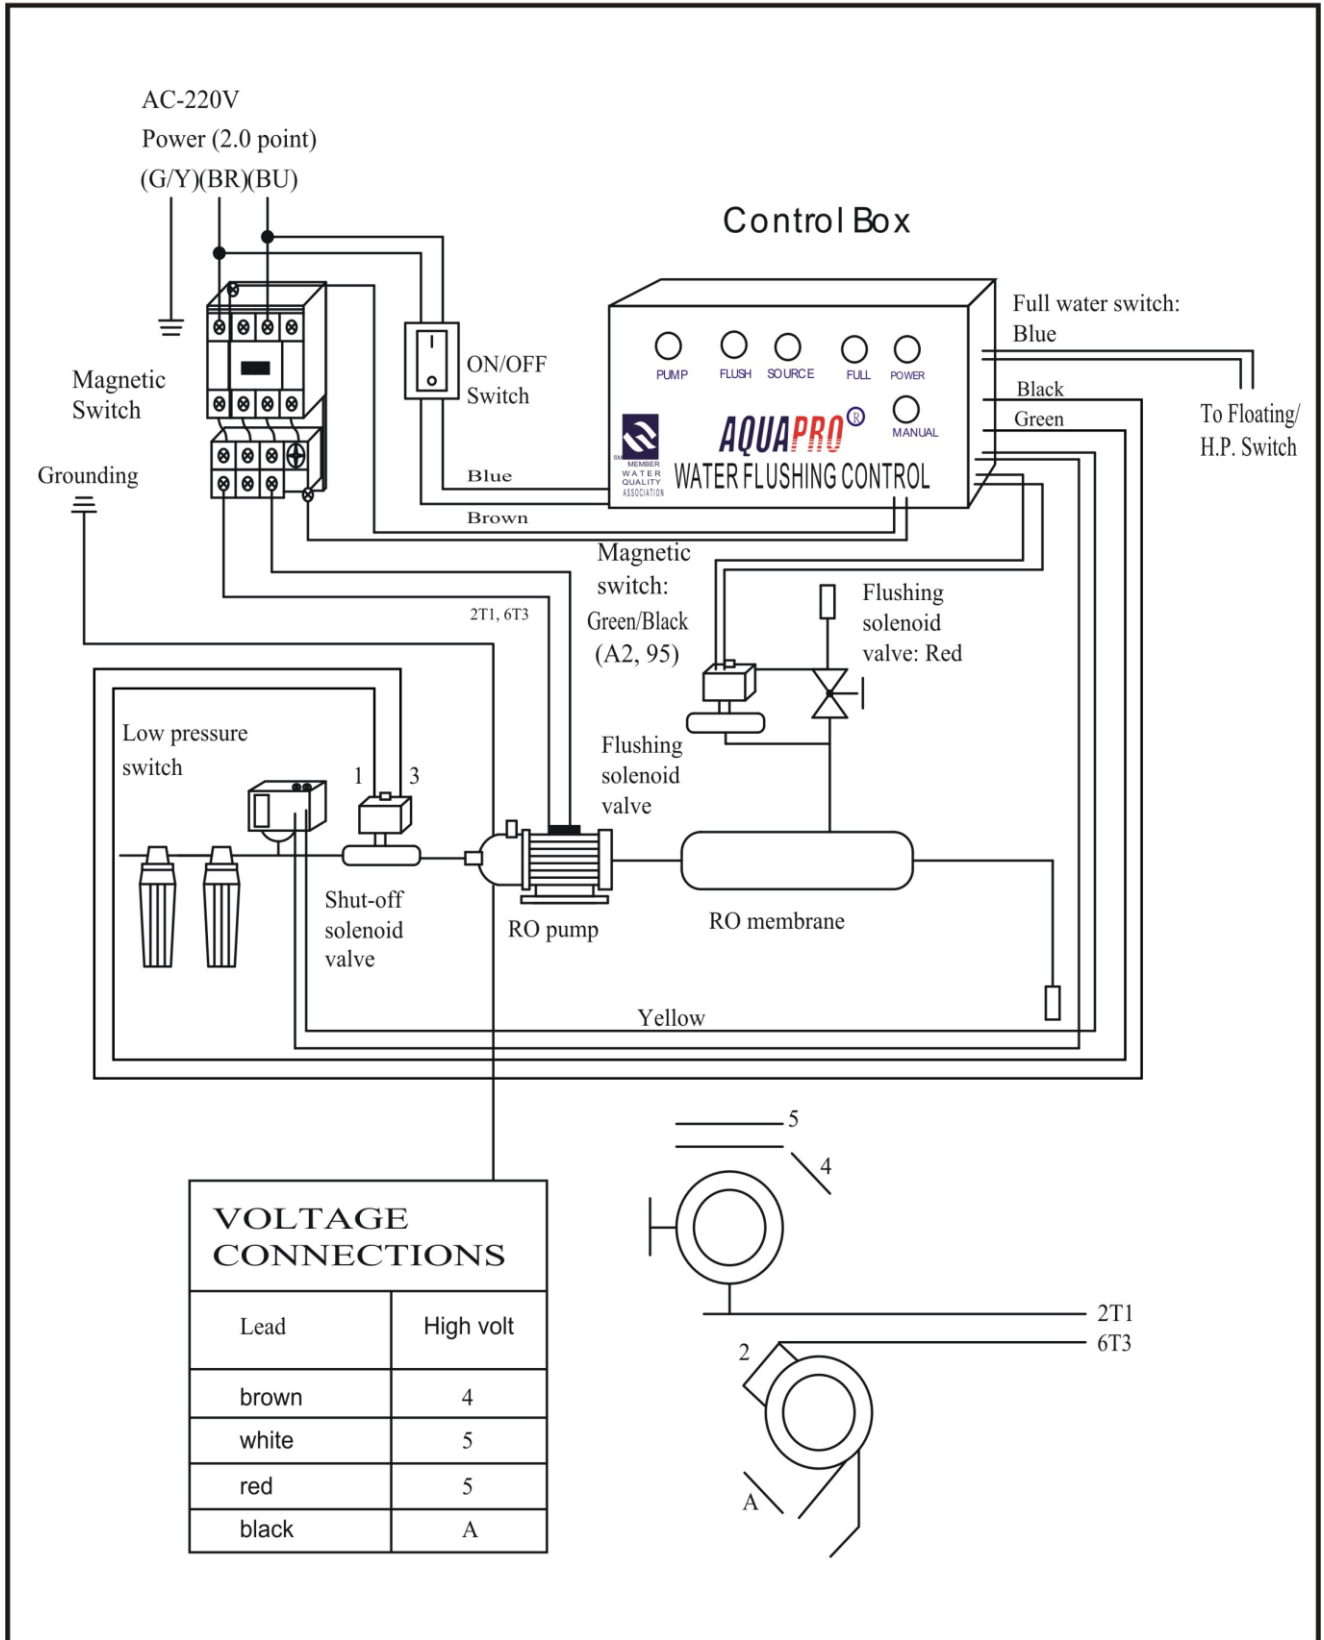 AC-220V
Power (2.0 point)
(G/Y)(BR)(BU)
Control Box
Full water switch:
Blue
PUMP
FLUSH
SOURCE
FULL
POWER
ON/OFF
Switch
Magnetic
Switch
Black
Green
To Floating/
H.P. Switch
MANUAL
AQUAPRO®
SM
MEMBER
WATER
QUALITY
ASSOCIATION
WATER FLUSHING CONTROL
Grounding
Blue
Brown
Magnetic
switch:
Green/Black
(A2, 95)
2T1, 6T3
Flushing
solenoid
valve: Red
Low pressure
switch
1
3
Flushing
solenoid
valve
Shut-off
solenoid
valve
RO pump
RO membrane
Yellow
5
4
VOLTAGE
CONNECTIONS
Lead High volt
brown 4
white 5
red 5
black A
2T1
6T3
2
A